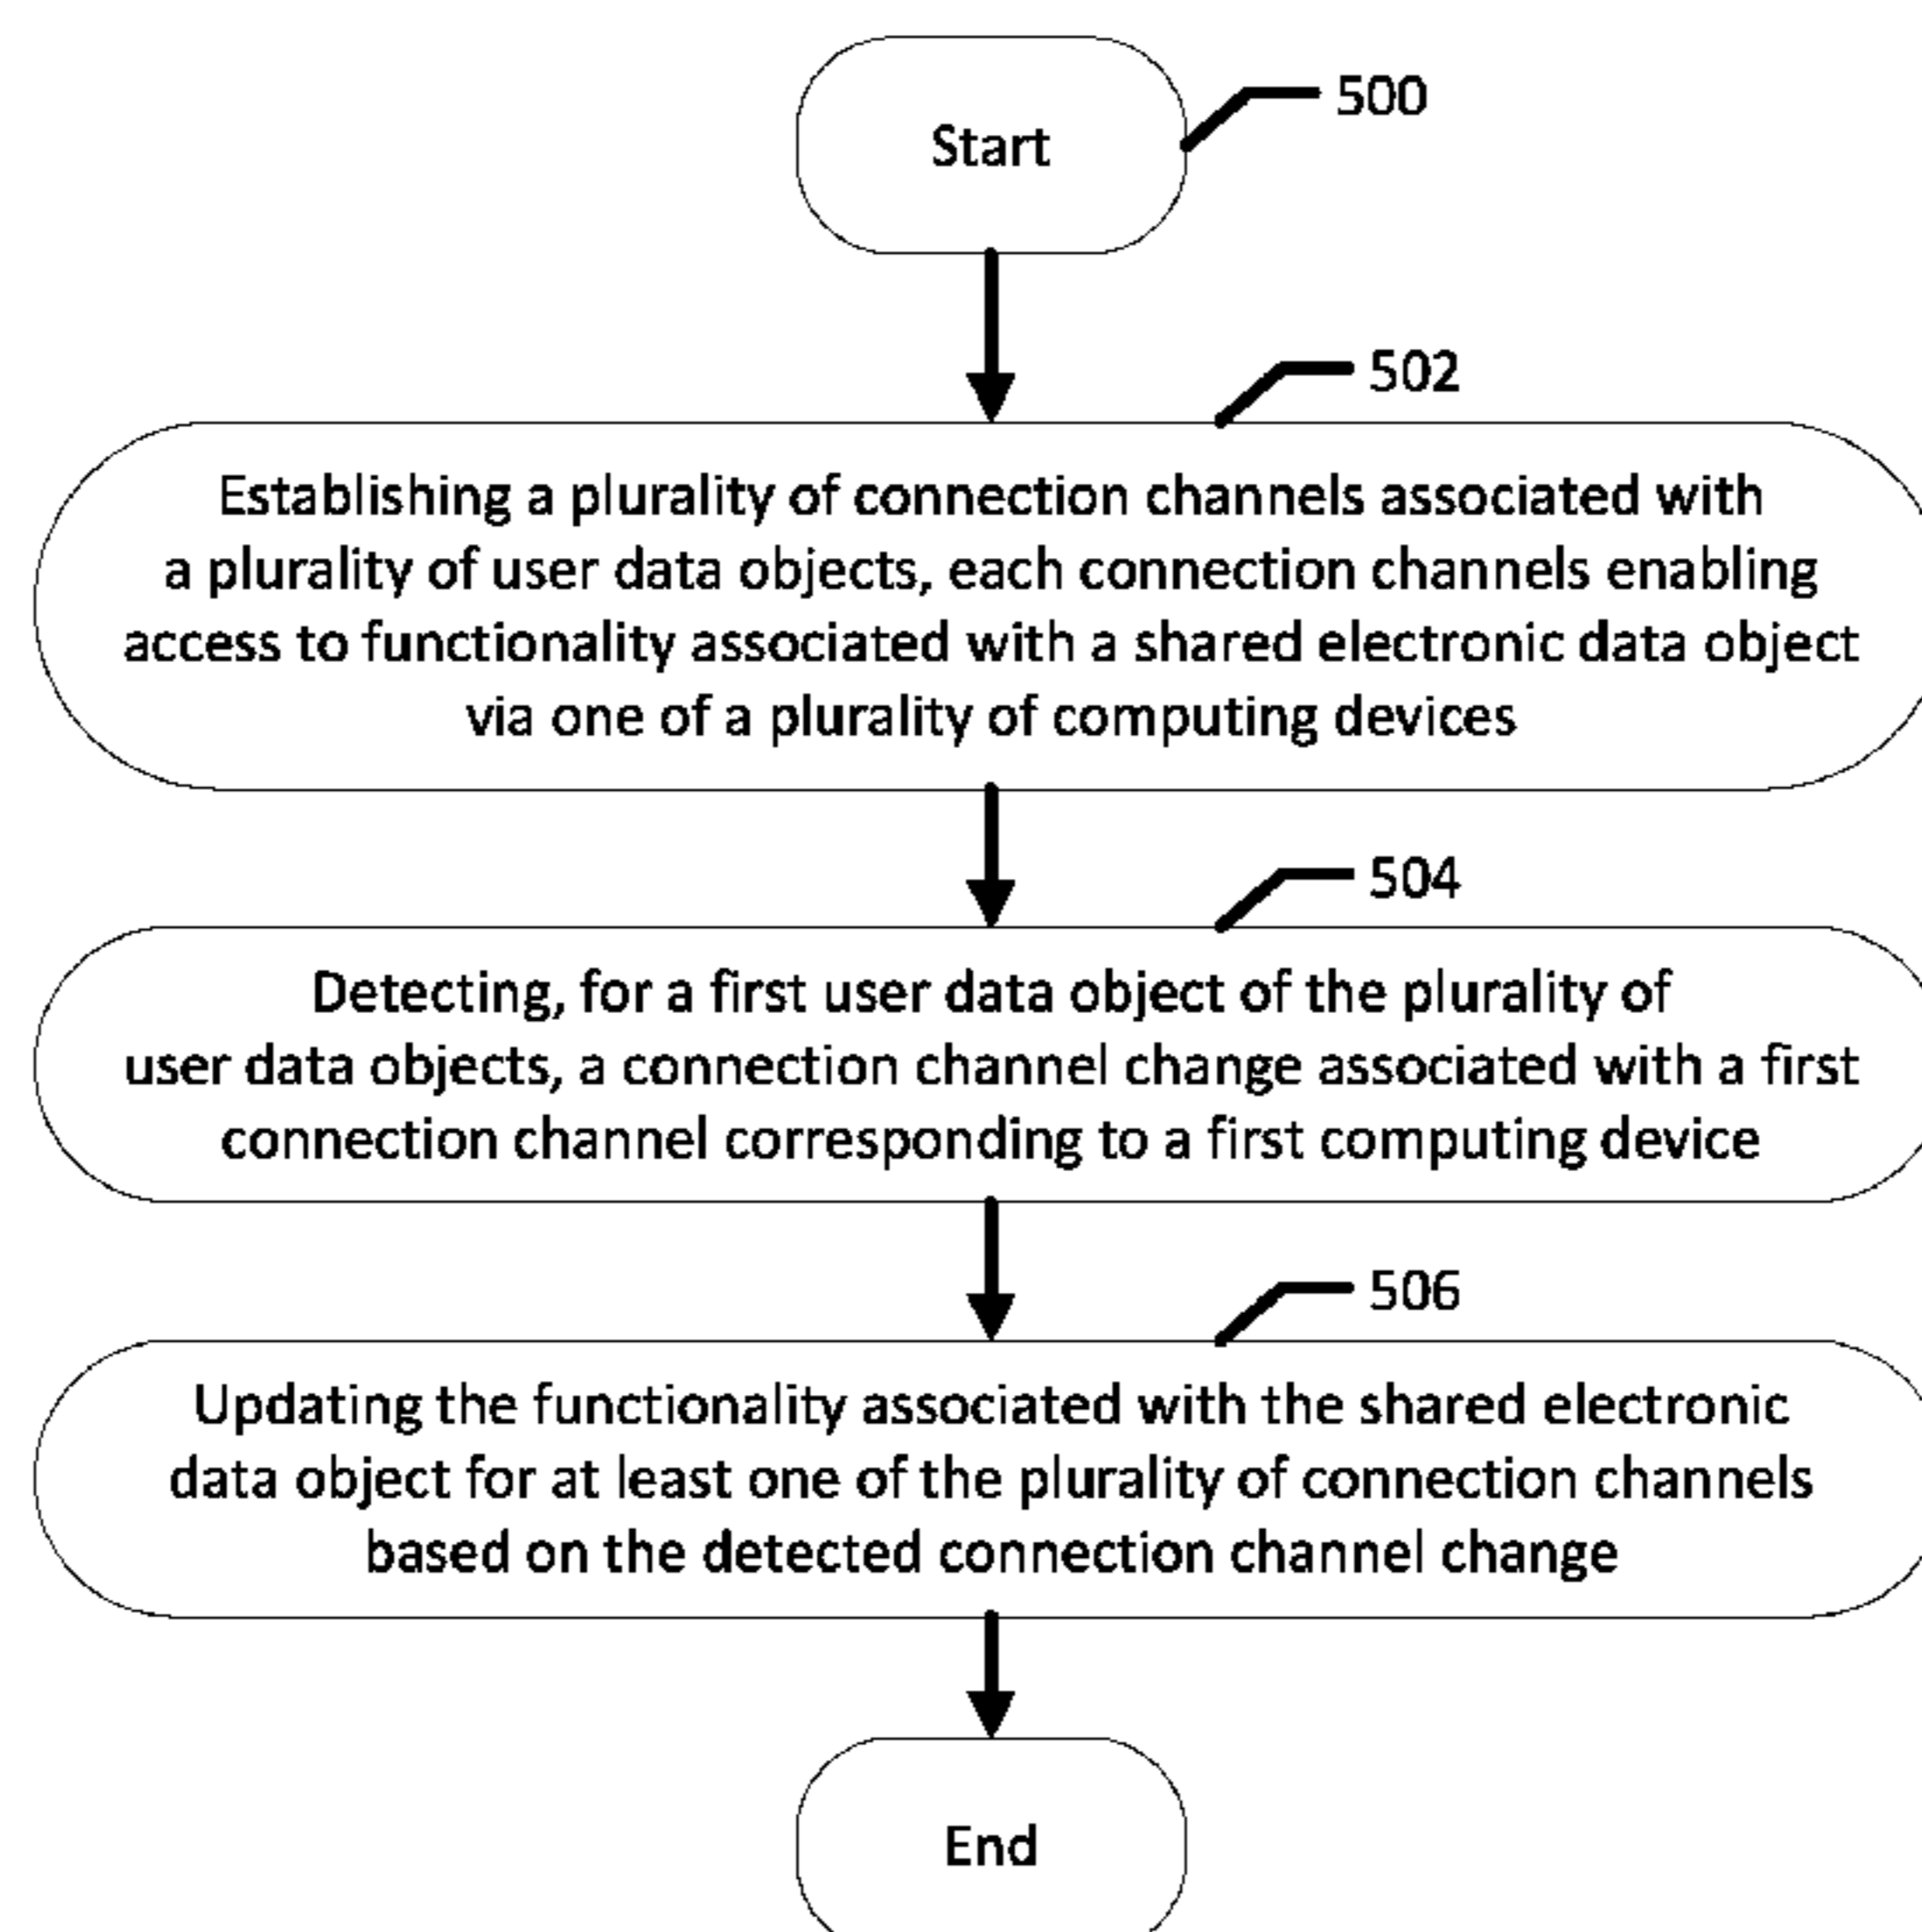 Start
500
502
Establishing a plurality of connection channels associated with
a plurality of user data objects, each connection channels enabling
access to functionality associated with a shared electronic data object
via one of a plurality of computing devices
504
Detecting, for a first user data object of the plurality of
user data objects, a connection channel change associated with a first
connection channel corresponding to a first computing device
506
Updating the functionality associated with the shared electronic
data object for at least one of the plurality of connection channels
based on the detected connection channel change
End